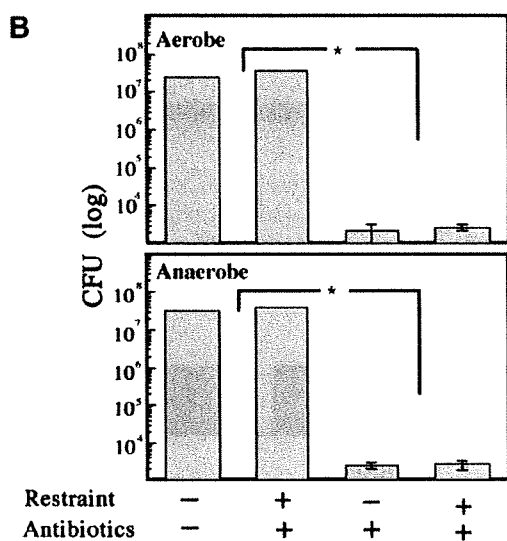 B
Aerobe
*
10⁸
10⁷
10⁶
10⁵
10⁴
CFU (log)
Anaerobe
*
10⁸
10⁷
10⁶
10⁵
10⁴
Restraint − + − +
Antibiotics − + + +